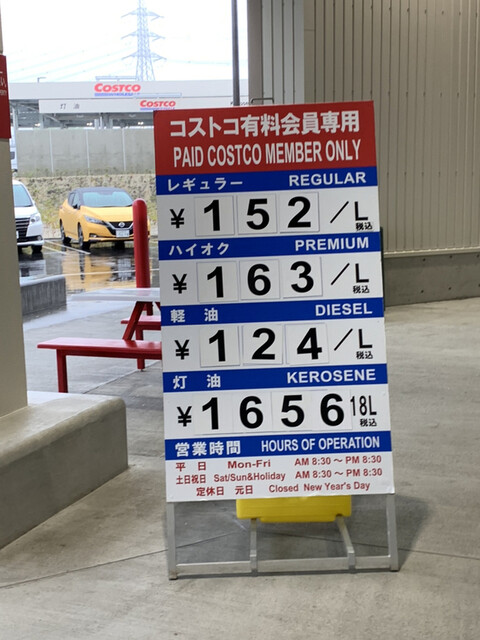 COSTCO
灯油
COSTCO
コストコ有料会員専用
PAID COSTCO MEMBER ONLY
レギュラー REGULAR
¥152/L 税込
ハイオク PREMIUM
¥163/L 税込
軽油 DIESEL
¥124/L 税込
灯油 KEROSENE
¥1656 18L 税込
営業時間 HOURS OF OPERATION
平日 Mon-Fri AM 8:30～PM 8:30
土日祝日 Sat/Sun&Holiday AM 8:30～PM 8:30
定休日 元日 Closed New Year's Day